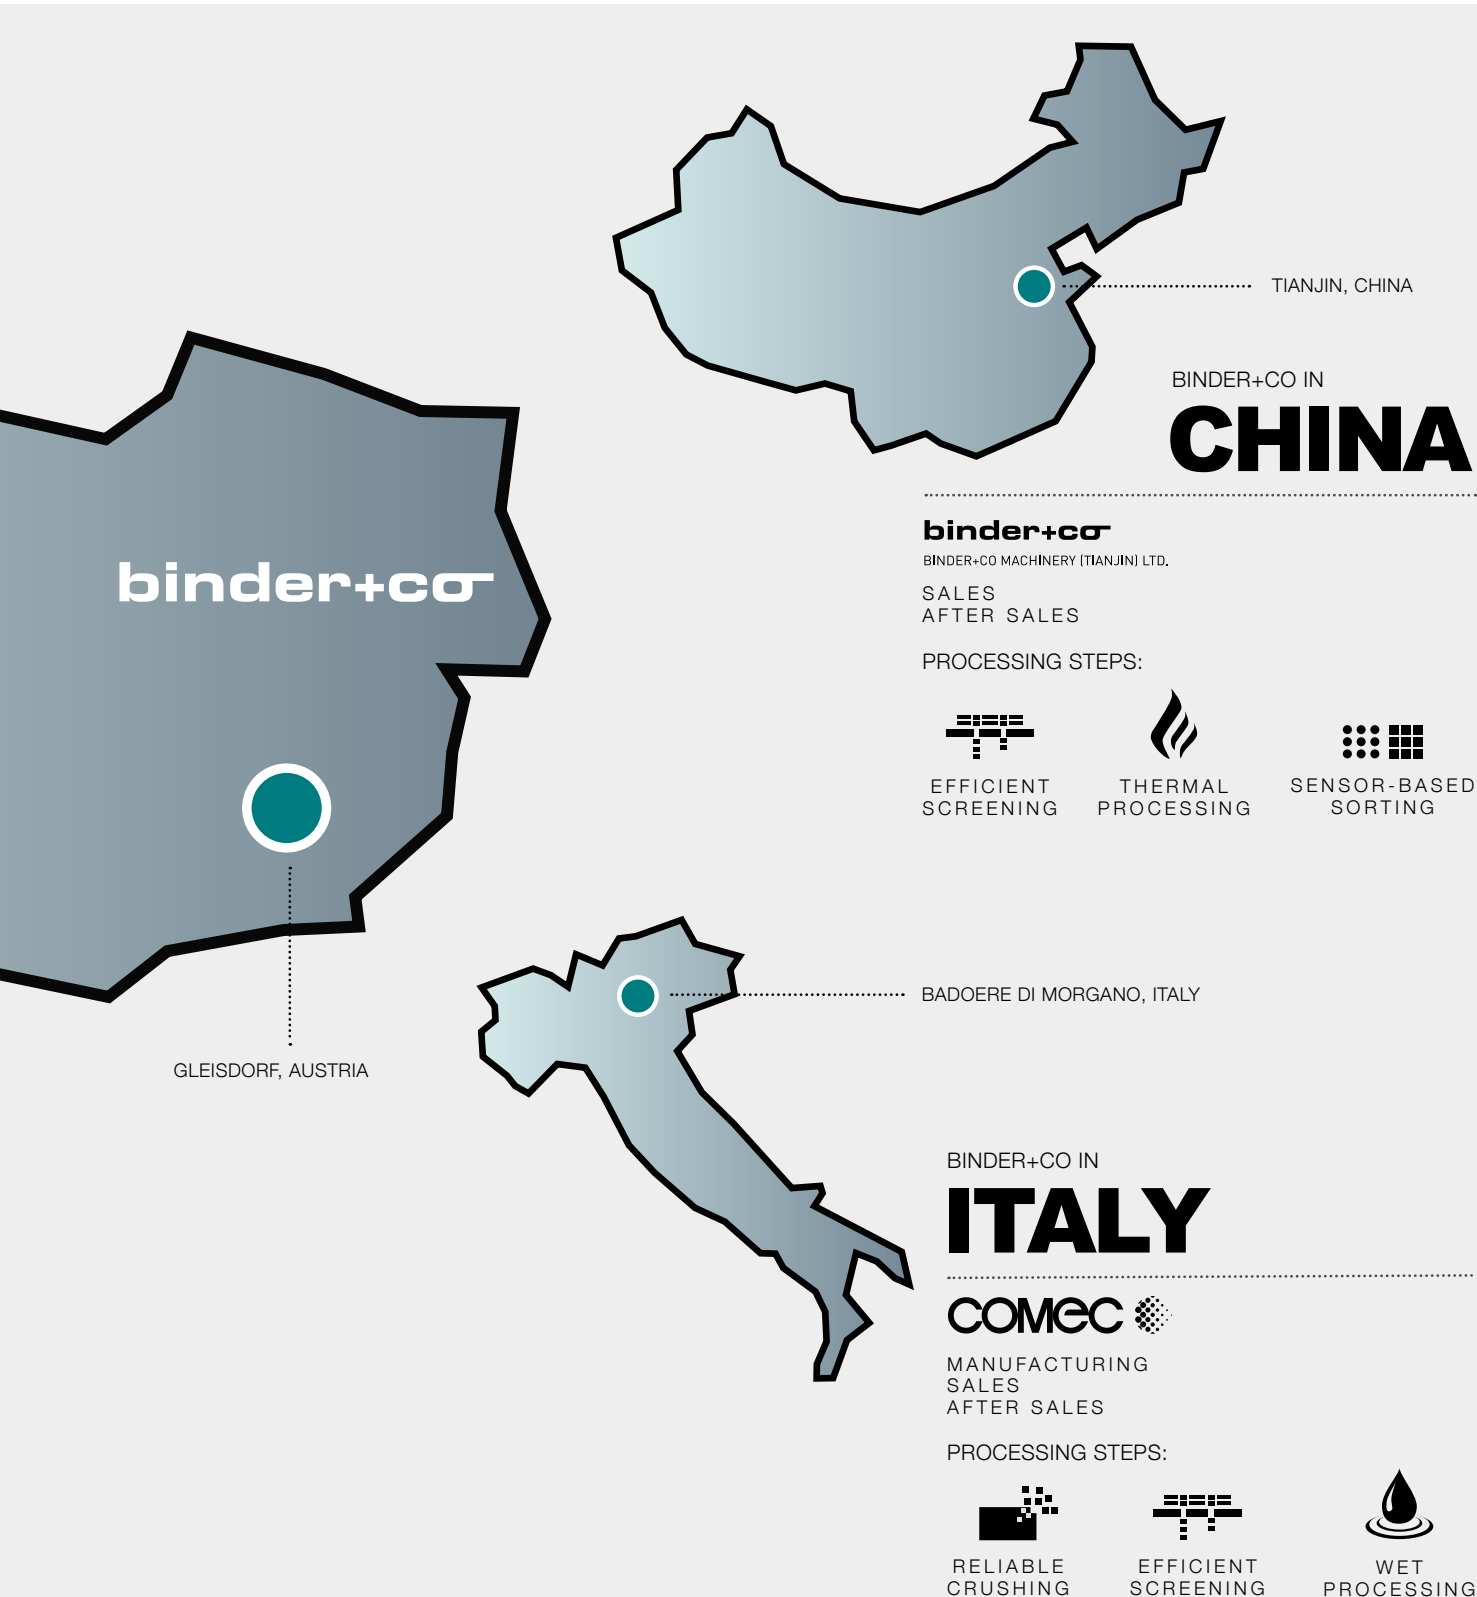 TIANJIN, CHINA
BINDER+CO IN
CHINA
binder+co
BINDER+CO MACHINERY (TIANJIN) LTD.
SALES
AFTER SALES
PROCESSING STEPS:
EFFICIENT
SCREENING
THERMAL
PROCESSING
SENSOR-BASED
SORTING
binder+co
GLEISDORF, AUSTRIA
BADOERE DI MORGANO, ITALY
BINDER+CO IN
ITALY
COMeC
MANUFACTURING
SALES
AFTER SALES
PROCESSING STEPS:
RELIABLE
CRUSHING
EFFICIENT
SCREENING
WET
PROCESSING